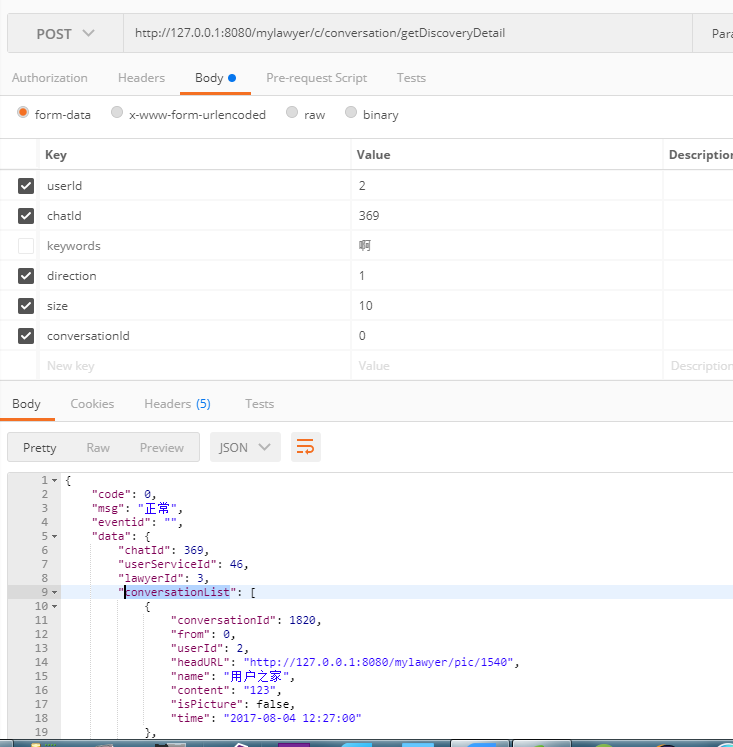 POST http://127.0.0.1:8080/mylawyer/c/conversation/getDiscoveryDetail Para
Authorization Headers Body Pre-request Script Tests
form-data x-www-form-urlencoded raw binary
Key Value Description
userId 2
chatId 369
keywords 啊
direction 1
size 10
conversationId 0
New key Value Description
Body Cookies Headers (5) Tests
Pretty Raw Preview JSON
1 {
2 "code": 0,
3 "msg": "正常",
4 "eventid": "",
5 "data": {
6 "chatId": 369,
7 "userServiceId": 46,
8 "lawyerId": 3,
9 "conversationList": [
10 {
11 "conversationId": 1820,
12 "from": 0,
13 "userId": 2,
14 "headURL": "http://127.0.0.1:8080/mylawyer/pic/1540",
15 "name": "用户之家",
16 "content": "123",
17 "isPicture": false,
18 "time": "2017-08-04 12:27:00"
19 },